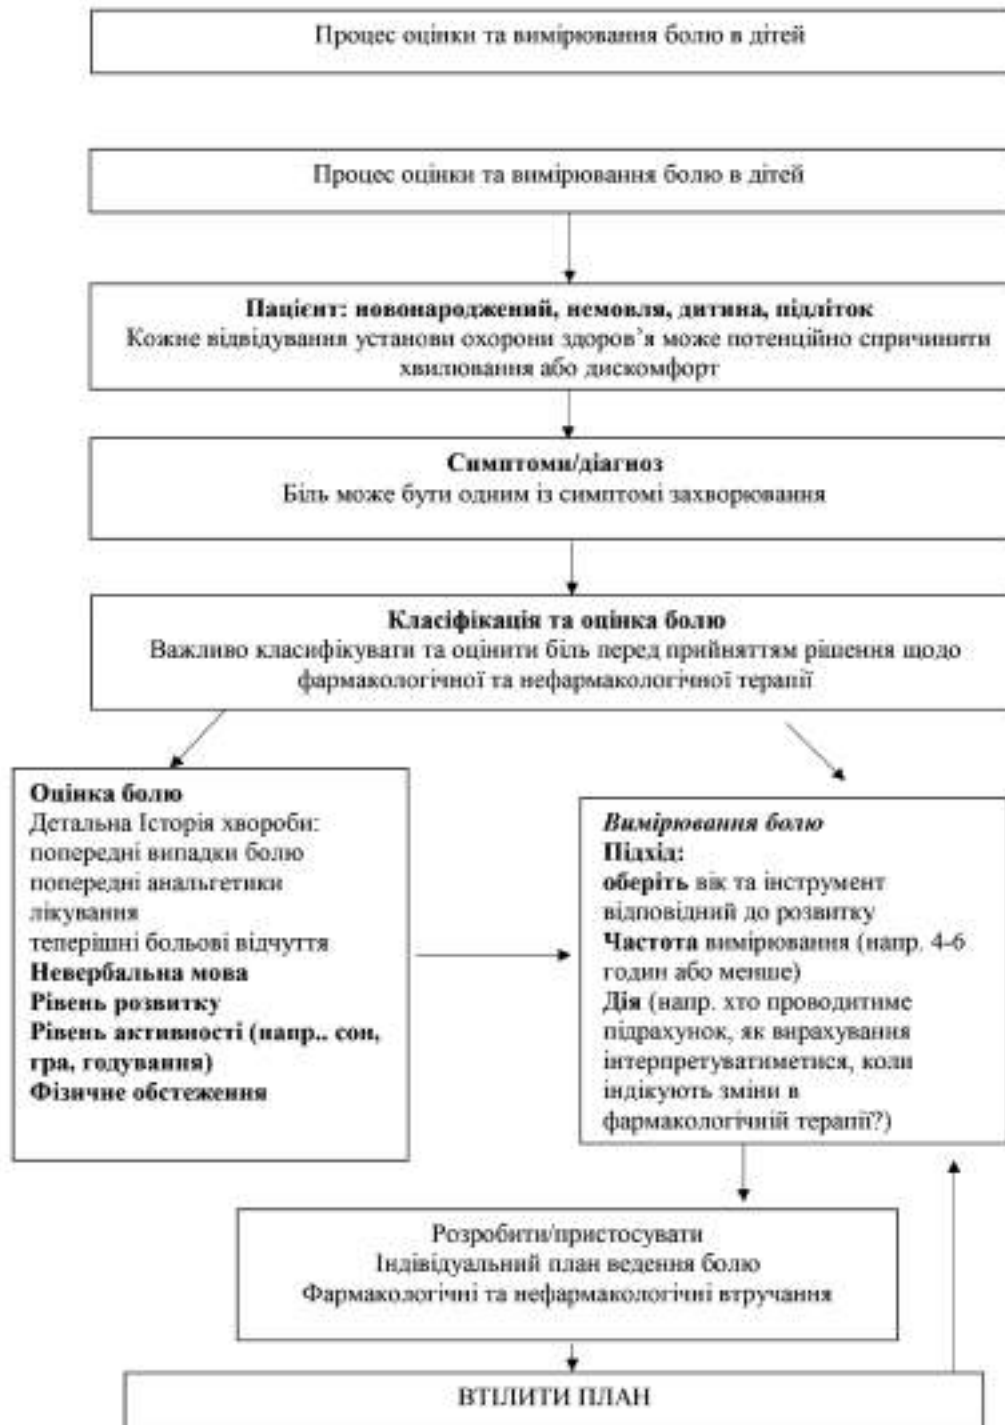 Процес оцінки та вимірювання болю в дітей
Процес оцінки та вимірювання болю в дітей
Пацієнт: новонароджений, немовля, дитина, підліток
Кожне відвідування установи охорони здоров’я може потенційно спричинити
хвилювання або дискомфорт
Симптоми/діагноз
Біль може бути одним із симптомі захворювання
Класіфікація та оцінка болю
Важливо класифікувати та оцінити біль перед прийняттям рішення щодо
фармакологічної та нефармакологічної терапії
Оцінка болю
Детальна Історія хвороби:
попередні випадки болю
попередні анальгетики
лікування
теперішні больові відчуття
Невербальна мова
Рівень розвитку
Рівень активності (напр.. сон,
гра, годування)
Фізичне обстеження
Вимірювання болю
Підхід:
оберіть вік та інструмент
відповідний до розвитку
Частота вимірювання (напр. 4-6
годин або менше)
Дія (напр. хто проводитиме
підрахунок, як вирахування
інтерпретуватиметися, коли
індікують зміни в
фармакологічній терапії?)
Розробити/пристосувати
Індівідуальний план ведення болю
Фармакологічні та нефармакологічні втручання
ВТІЛИТИ ПЛАН